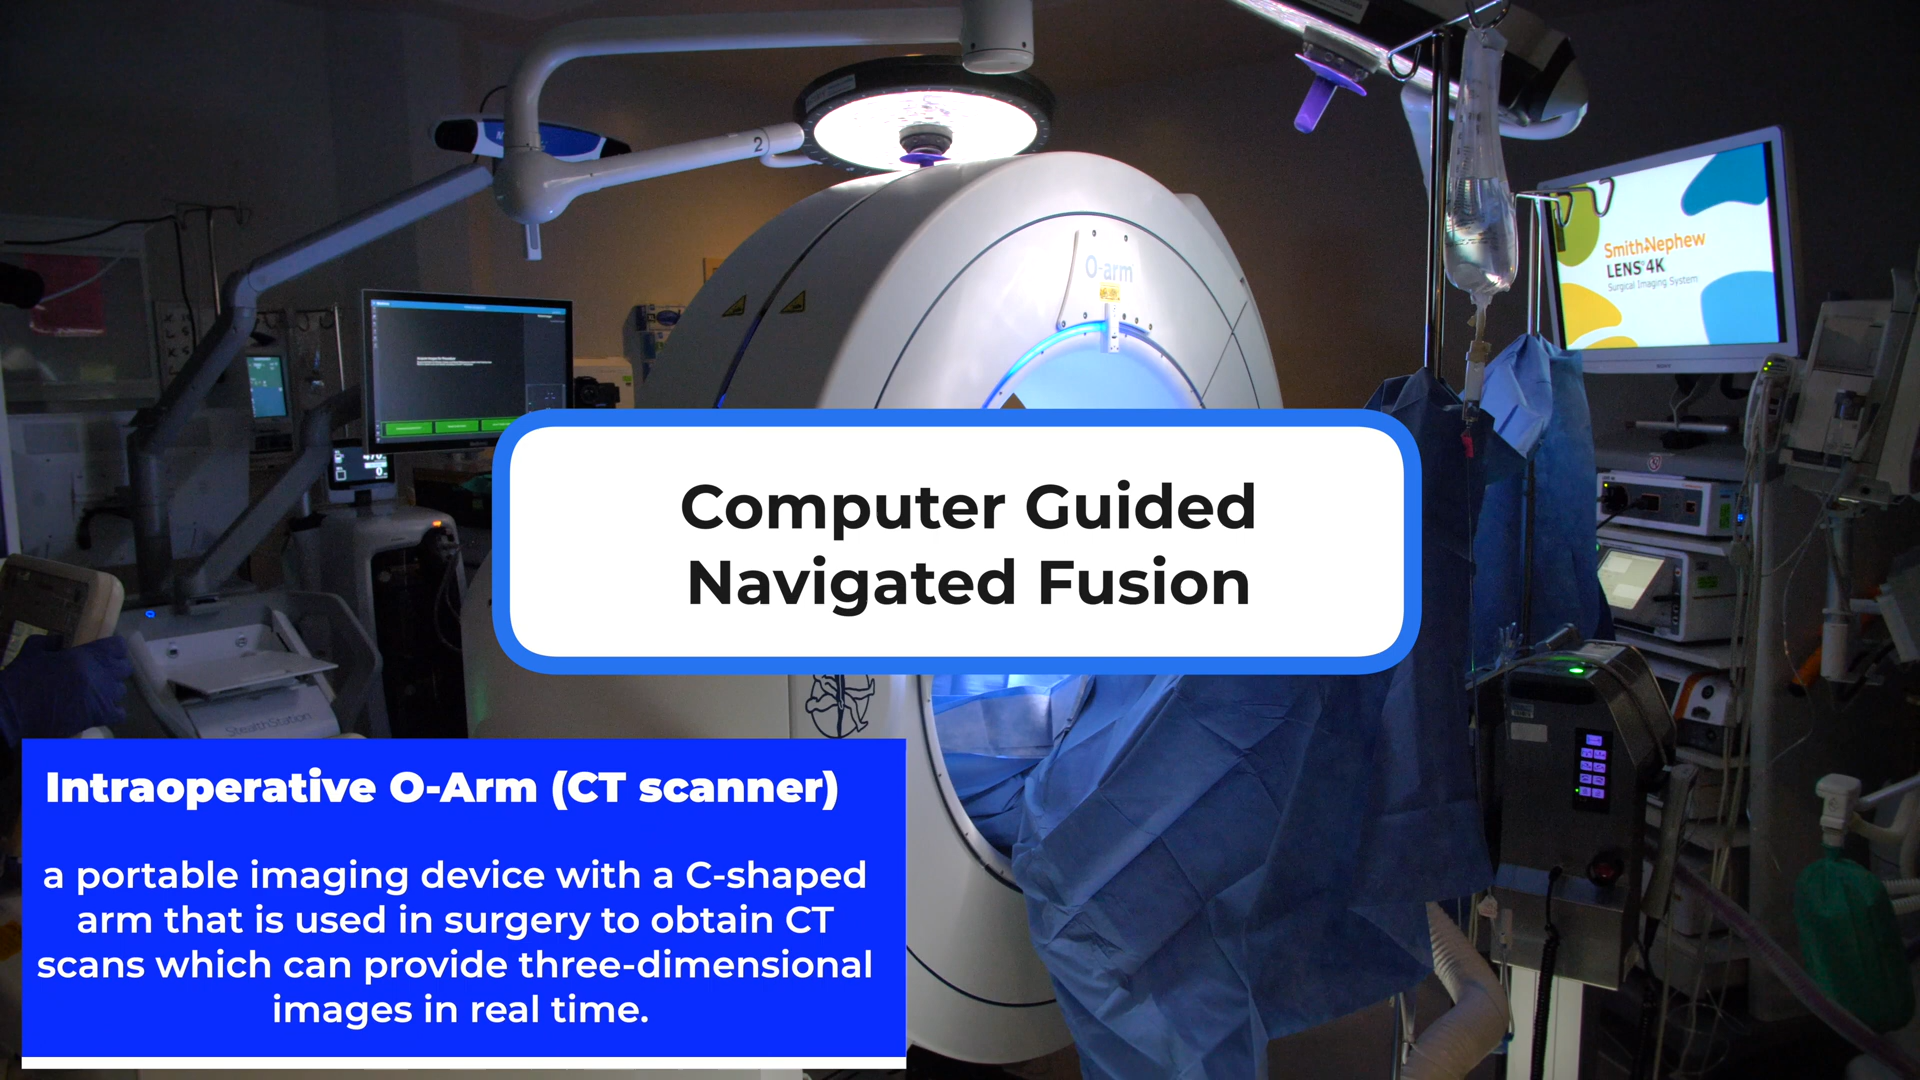 2
O-arm
Smith+Nephew
LENS 4K
Surgical Imaging System
SONY
Computer Guided
Navigated Fusion
StealthStation
Intraoperative O-Arm (CT scanner)
a portable imaging device with a C-shaped
arm that is used in surgery to obtain CT
scans which can provide three-dimensional
images in real time.